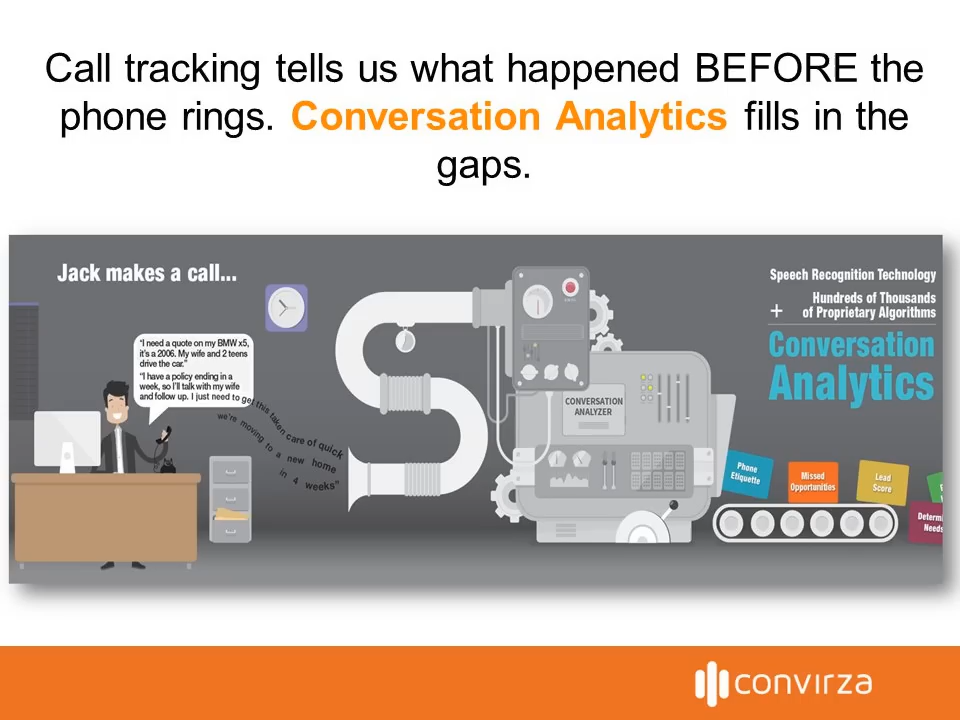 Call tracking tells us what happened BEFORE the
phone rings. Conversation Analytics fills in the
gaps.
Jack makes a call...
"I need a quote on my BMW x5,
it's a 2006. My wife and 2 teens
drive the car."
"I have a policy ending in a
week, so I'll talk with my wife
and follow up. I just need to get this taken care of quick
we're moving to a new home
in 4 weeks"
CONVERSATION
ANALYZER
Speech Recognition Technology
+ Hundreds of Thousands
of Proprietary Algorithms
Conversation
Analytics
Phone
Etiquette
Missed
Opportunities
Lead
Score
convirza